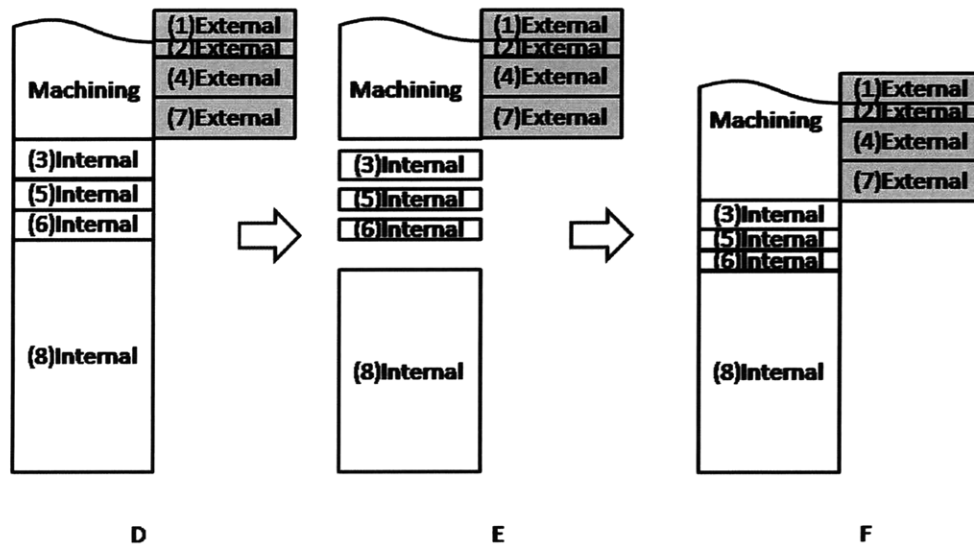 (1)External
(2)External
Machining
(4)External
(7)External
(3)Internal
(5)Internal
(6)Internal
(8)Internal
D
(1)External
(2)External
Machining
(4)External
(7)External
(3)Internal
(5)Internal
(6)Internal
(8)Internal
E
(1)External
(2)External
Machining
(4)External
(7)External
(3)Internal
(5)Internal
(6)Internal
(8)Internal
F